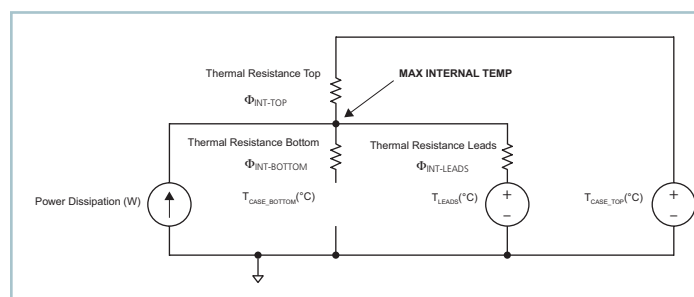 Thermal Resistance Top
MAX INTERNAL TEMP
ΦINT-TOP
Thermal Resistance Bottom
Thermal Resistance Leads
ΦINT-BOTTOM
ΦINT-LEADS
Power Dissipation (W)
TCASE_BOTTOM(°C)
TLEADS(°C)
TCASE_TOP(°C)
+
–
+
–